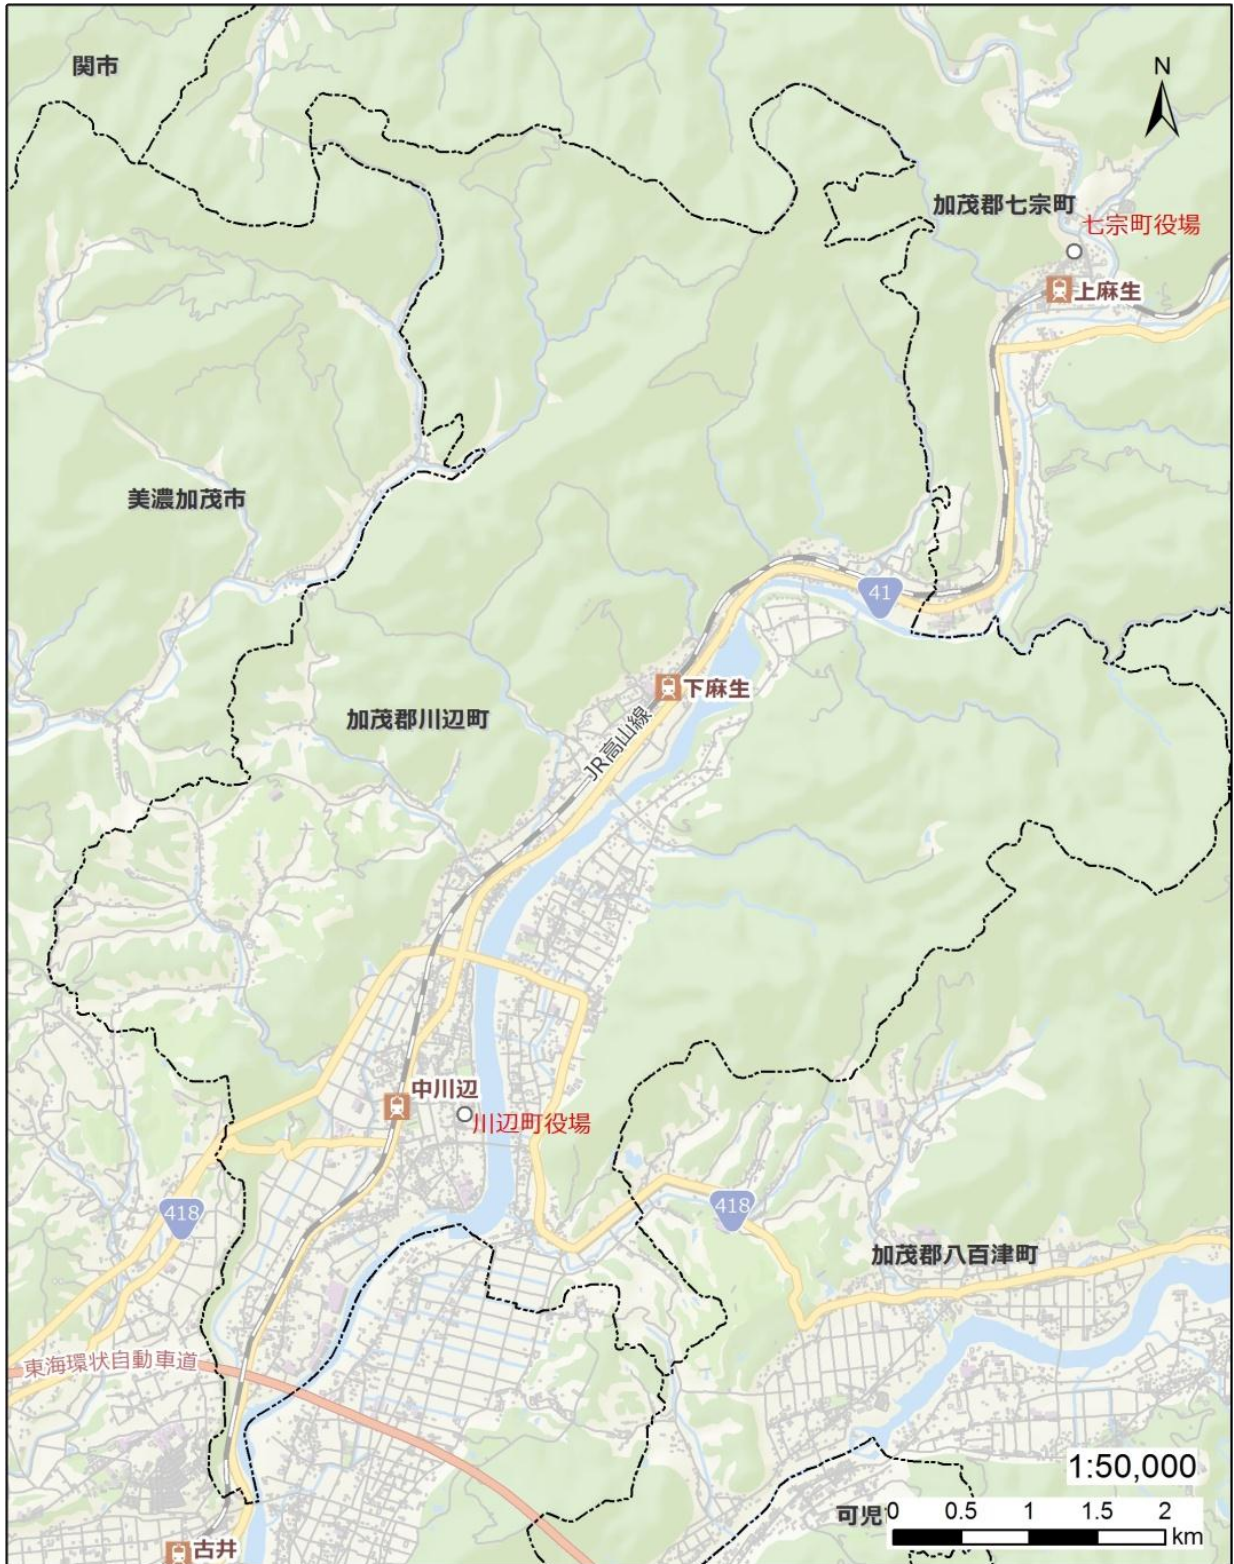 関市
N
加茂郡七宗町
七宗町役場
上麻生
美濃加茂市
41
下麻生
加茂郡川辺町
JR高山線
中川辺
川辺町役場
418
418
加茂郡八百津町
東海環状自動車道
1:50,000
可児
0 0.5 1 1.5 2
km
古井